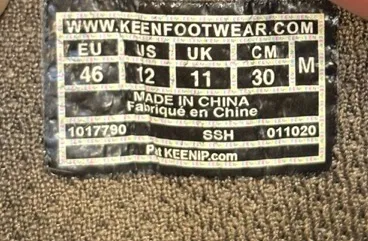 WWW.KEENFOOTWEAR.COM
EU US UK CM M
46 12 11 30
MADE IN CHINA
Fabriqué en Chine
1017790 SSH 011020
Pat KEENIP.com